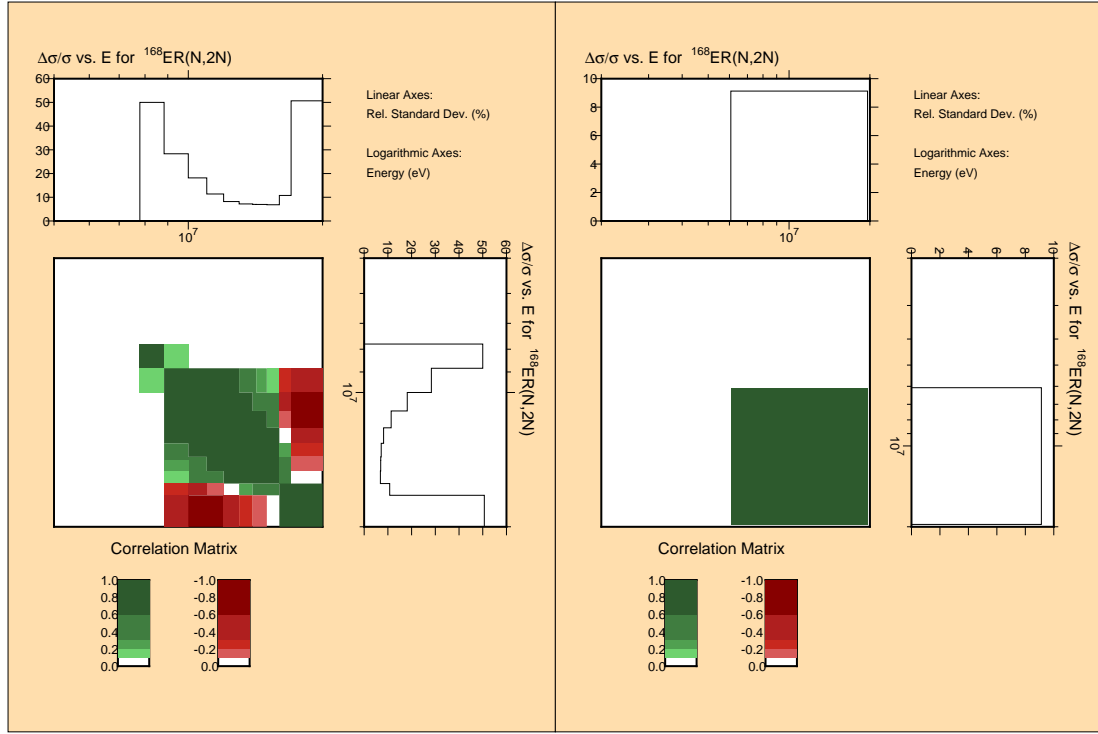 Δσ/σ vs. E for ¹⁶⁸ER(N,2N)
60
50
40
30
20
10
0
10⁷
Linear Axes:
Rel. Standard Dev. (%)
Logarithmic Axes:
Energy (eV)
0 10 20 30 40 50 60
10⁷
Δσ/σ vs. E for ¹⁶⁸ER(N,2N)
Correlation Matrix
1.0 -1.0
0.8 -0.8
0.6 -0.6
0.4 -0.4
0.2 -0.2
0.0 0.0
Δσ/σ vs. E for ¹⁶⁸ER(N,2N)
10
8
6
4
2
0
10⁷
Linear Axes:
Rel. Standard Dev. (%)
Logarithmic Axes:
Energy (eV)
0 2 4 6 8 10
10⁷
Δσ/σ vs. E for ¹⁶⁸ER(N,2N)
Correlation Matrix
1.0 -1.0
0.8 -0.8
0.6 -0.6
0.4 -0.4
0.2 -0.2
0.0 0.0